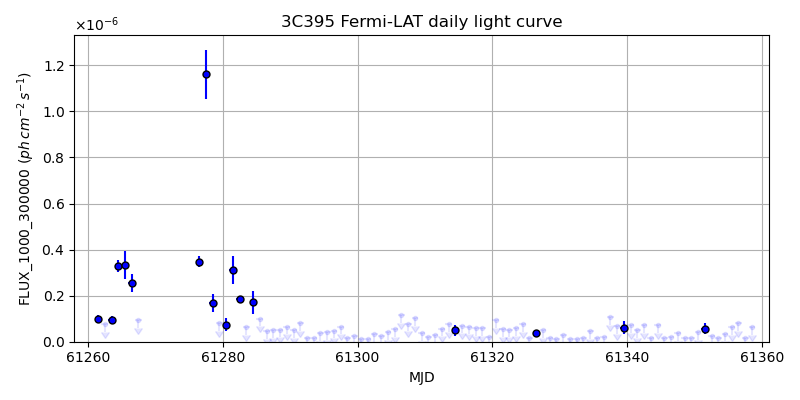 3C395 Fermi-LAT daily light curve
×10⁻⁶
FLUX_1000_300000 (ph cm⁻² s⁻¹)
1.2
1.0
0.8
0.6
0.4
0.2
0.0
61260 61280 61300 61320 61340 61360
MJD